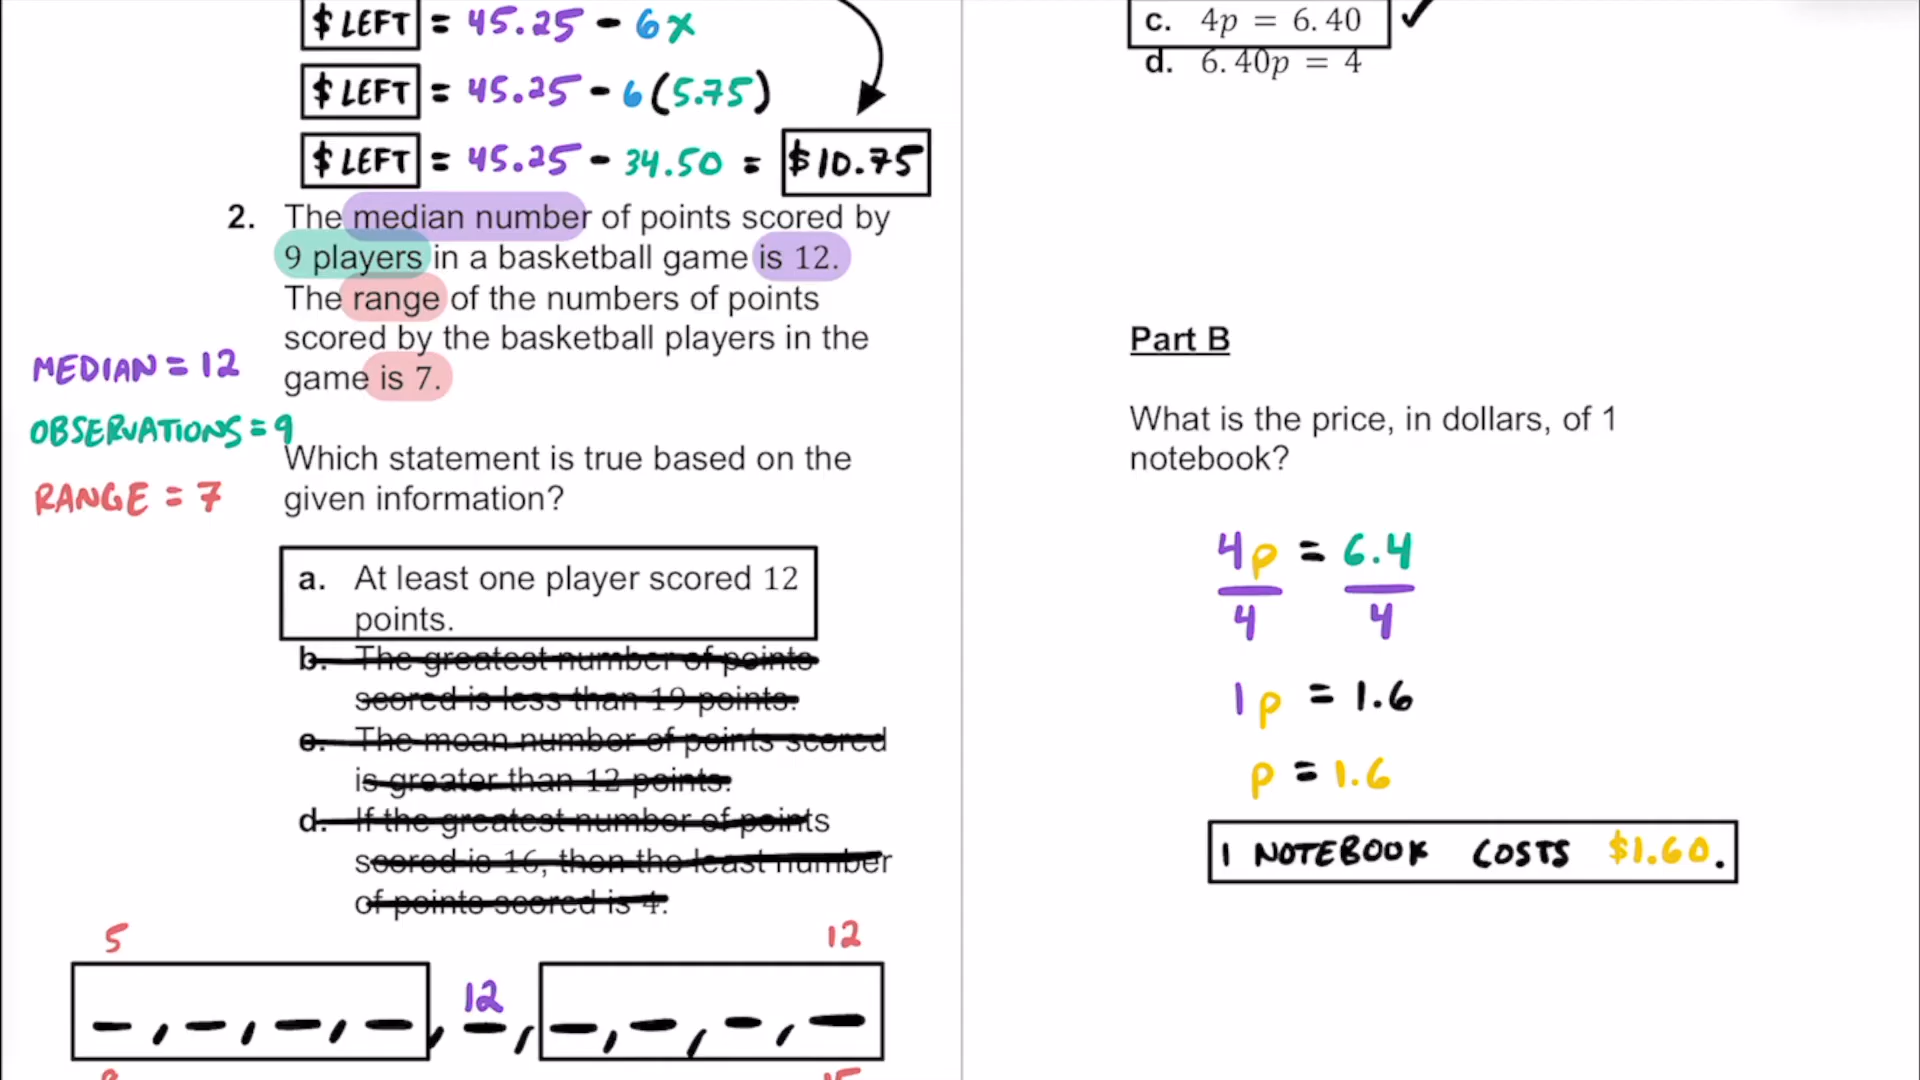 $ LEFT = 45.25 - 6x
$ LEFT = 45.25 - 6(5.75)
$ LEFT = 45.25 - 34.50 = $10.75
2. The median number of points scored by
9 players in a basketball game is 12.
The range of the numbers of points
scored by the basketball players in the
game is 7.
MEDIAN = 12
OBSERVATIONS = 9
RANGE = 7
Which statement is true based on the
given information?
a. At least one player scored 12
points.
b. The greatest number of points
scored is less than 19 points.
c. The mean number of points scored
is greater than 12 points.
d. If the greatest number of points
scored is 16, then the least number
of points scored is 4.
5 12
_, _, _, _, 12, _, _, _, _
15
c. 4p = 6.40 ✓
d. 6.40p = 4
Part B
What is the price, in dollars, of 1
notebook?
4p = 6.4
4 4
1p = 1.6
p = 1.6
1 NOTEBOOK COSTS $1.60.